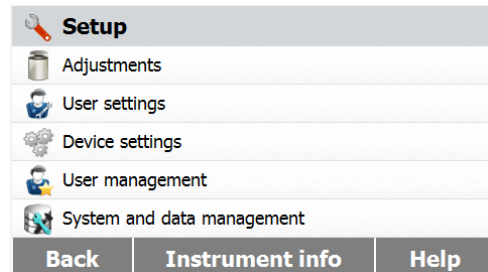 Setup
Adjustments
User settings
Device settings
User management
System and data management
Back Instrument info Help